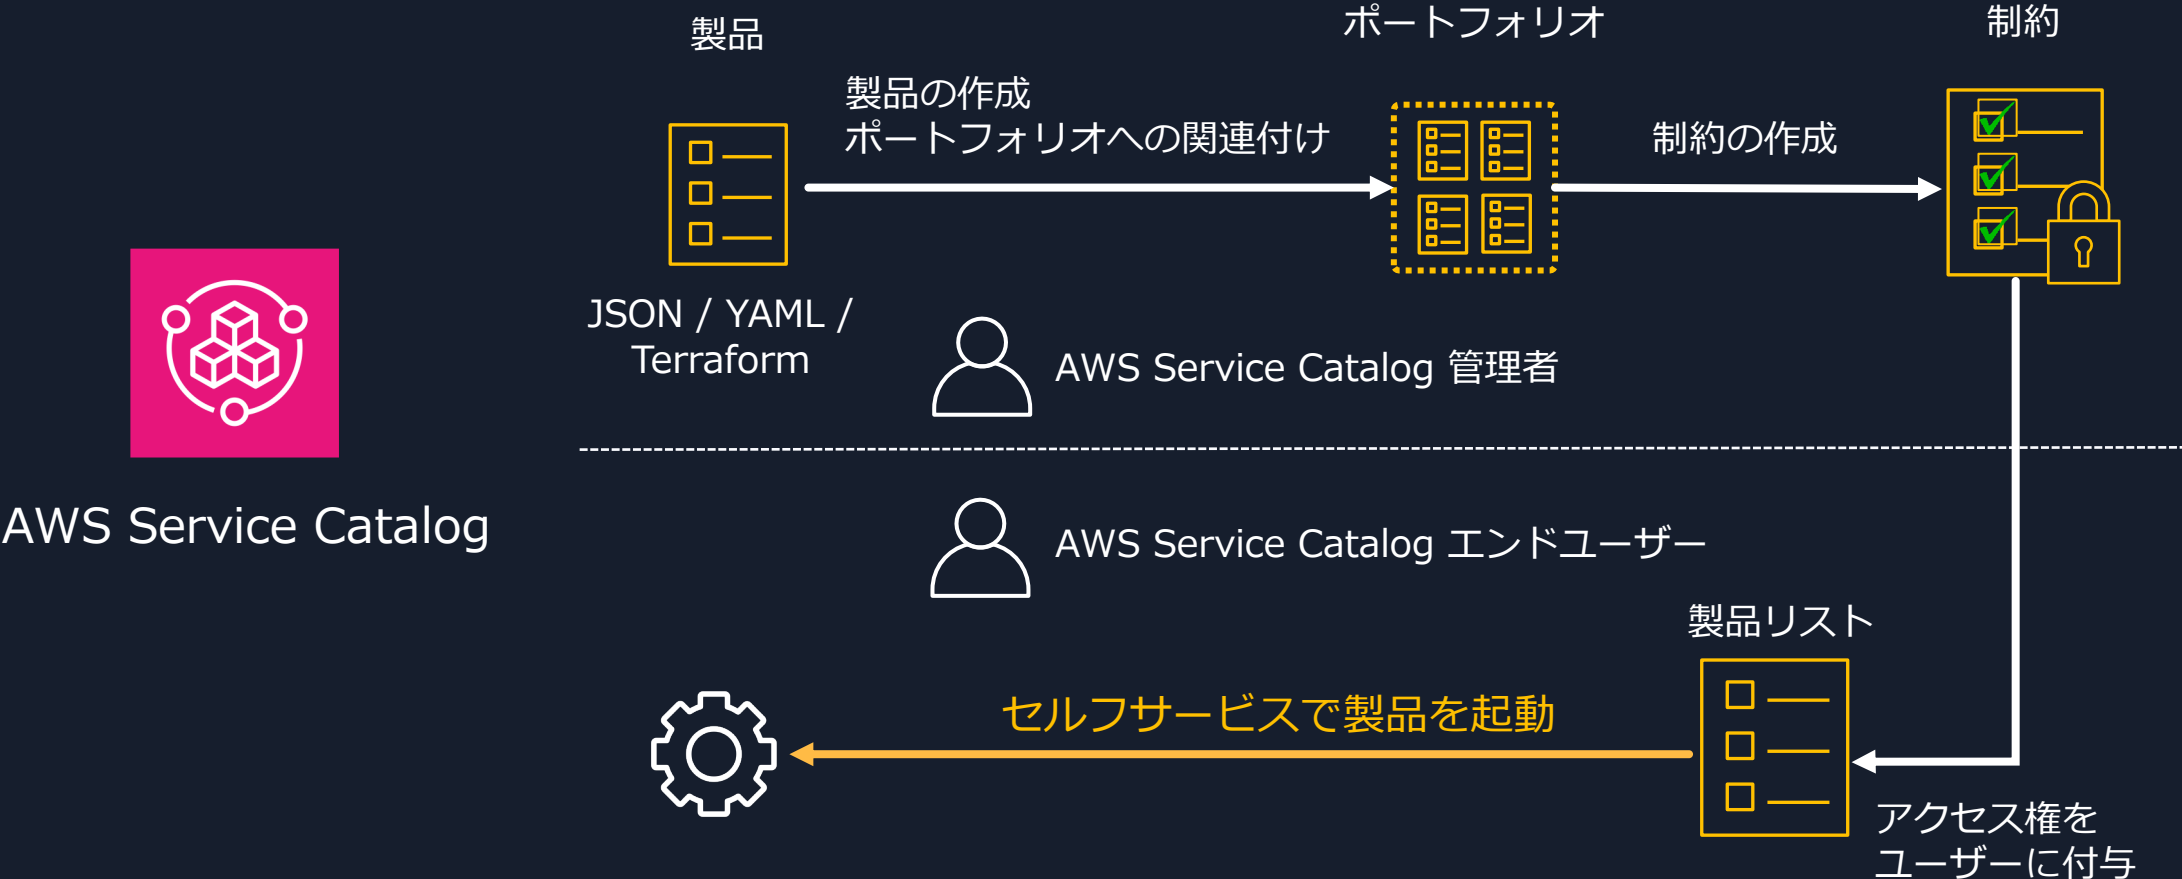 製品
ポートフォリオ
制約
製品の作成
ポートフォリオへの関連付け
制約の作成
JSON / YAML /
Terraform
AWS Service Catalog 管理者
AWS Service Catalog
AWS Service Catalog エンドユーザー
製品リスト
セルフサービスで製品を起動
アクセス権を
ユーザーに付与